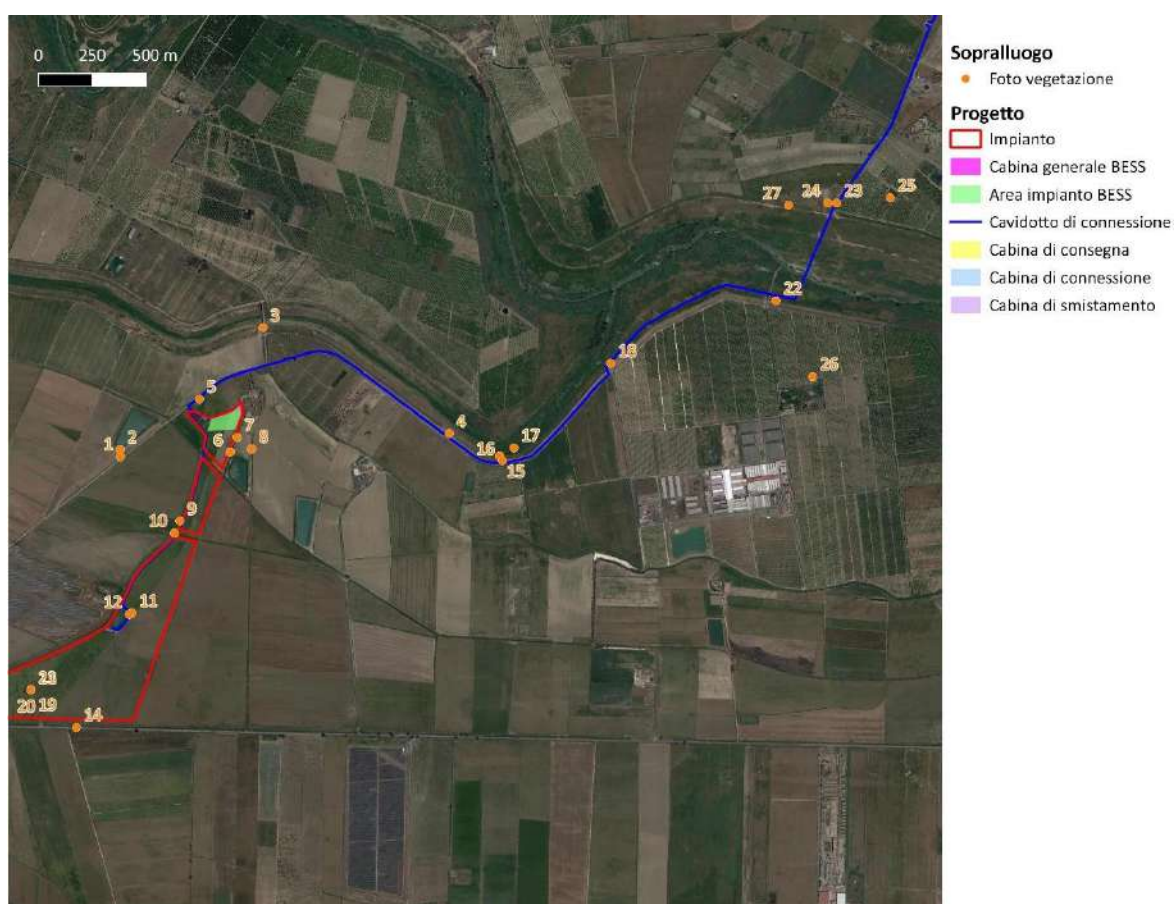 0 250 500 m
Sopralluogo
Foto vegetazione
Progetto
Impianto
Cabina generale BESS
Area impianto BESS
Cavidotto di connessione
Cabina di consegna
Cabina di connessione
Cabina di smistamento
27 24 23 25
22
3
18
26
5
4
1 2
6 7 8
16 17
15
9
10
12 11
20 19
14